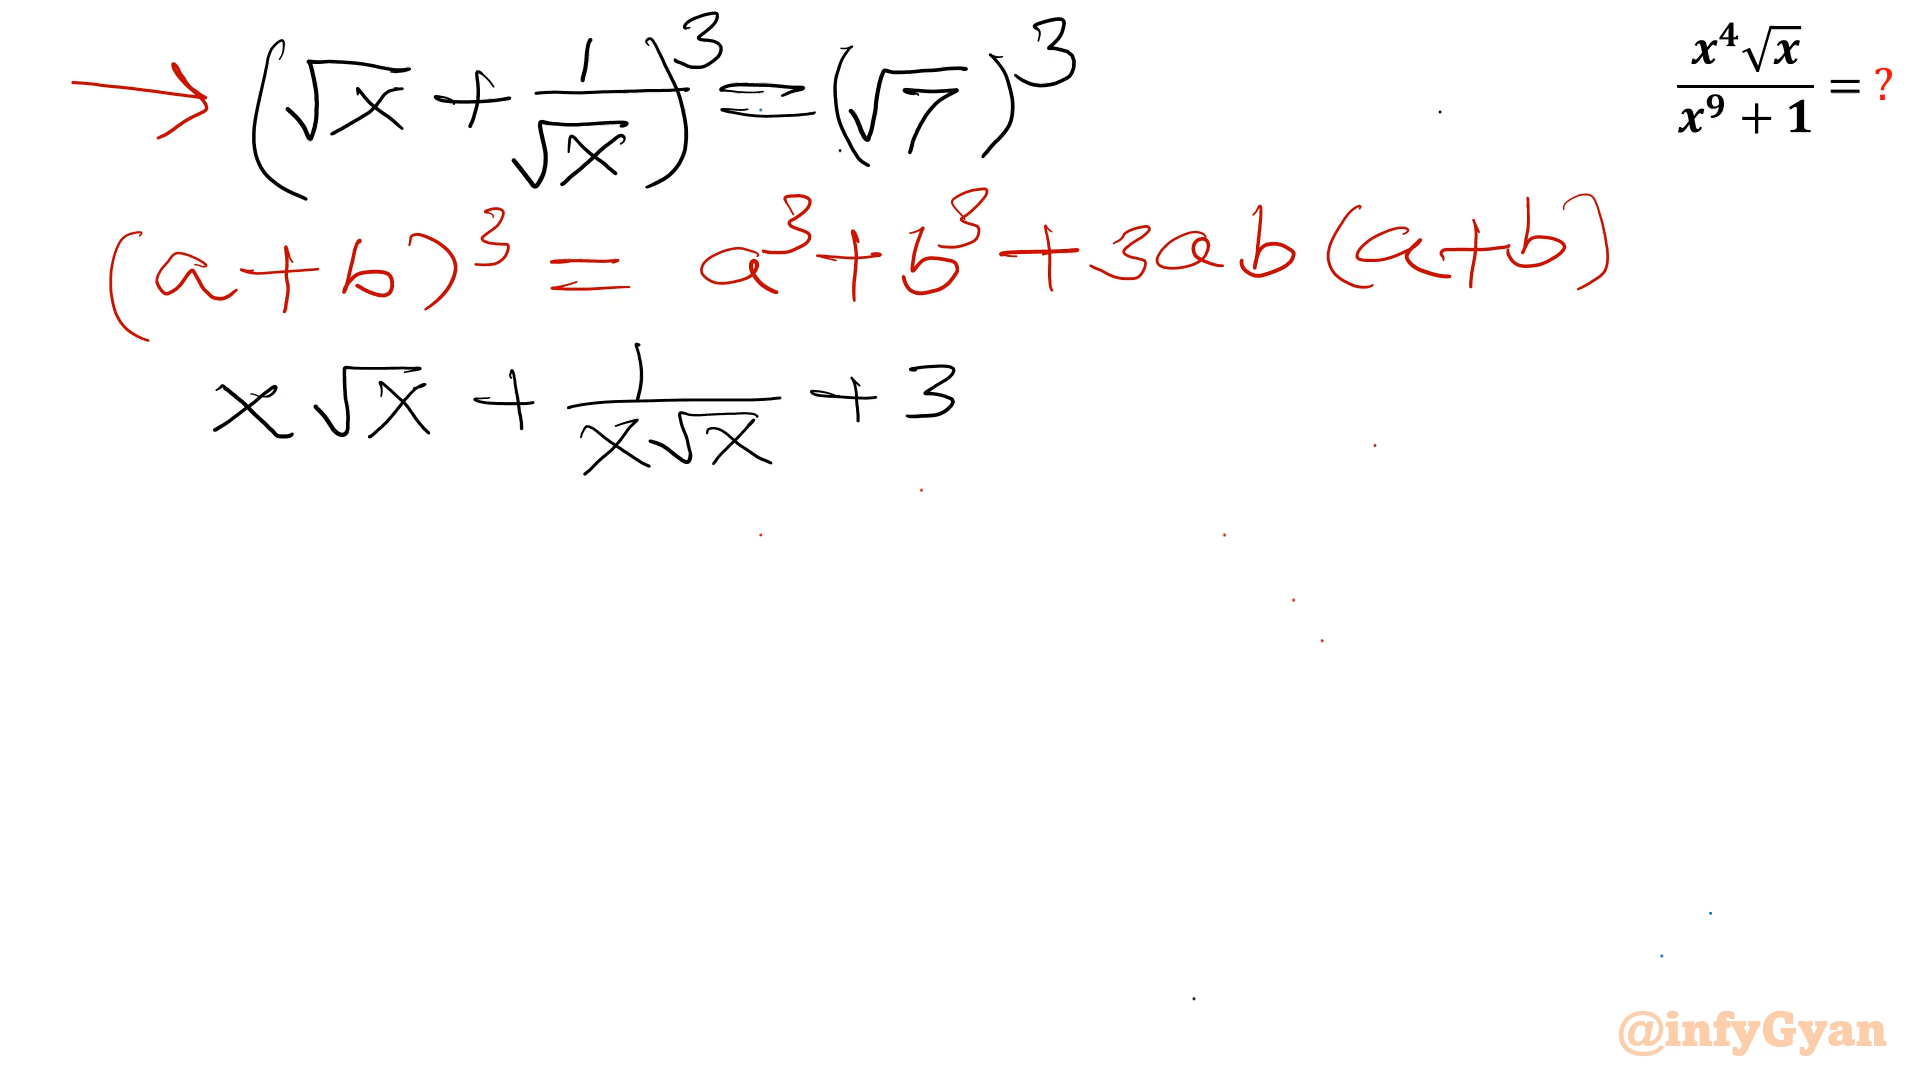 → (√x + 1/√x)³ = (√7)³
x⁴√x / x⁹ + 1 = ?
(a+b)³ = a³+b³+3ab(a+b)
x√x + 1/x√x + 3
@infyGyan